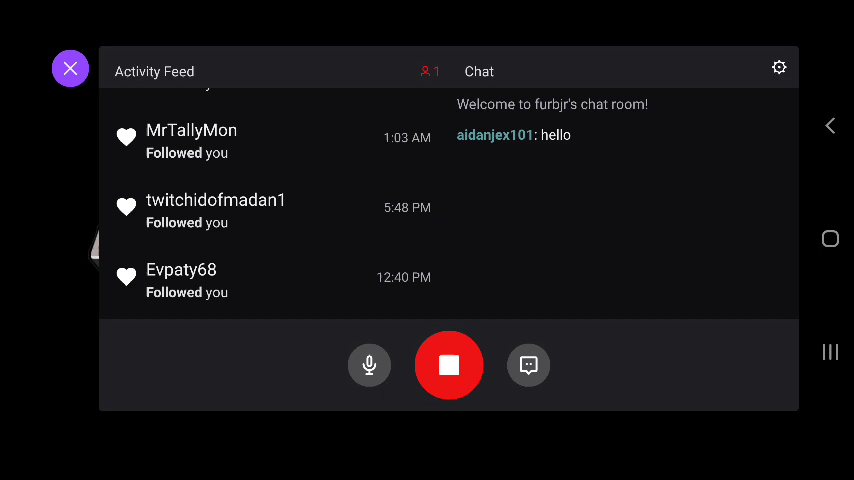 Activity Feed
1
MrTallyMon
Followed you
1:03 AM
twitchidofmadan1
Followed you
5:48 PM
Evpaty68
Followed you
12:40 PM
Chat
Welcome to furbjr's chat room!
aidanjex101: hello